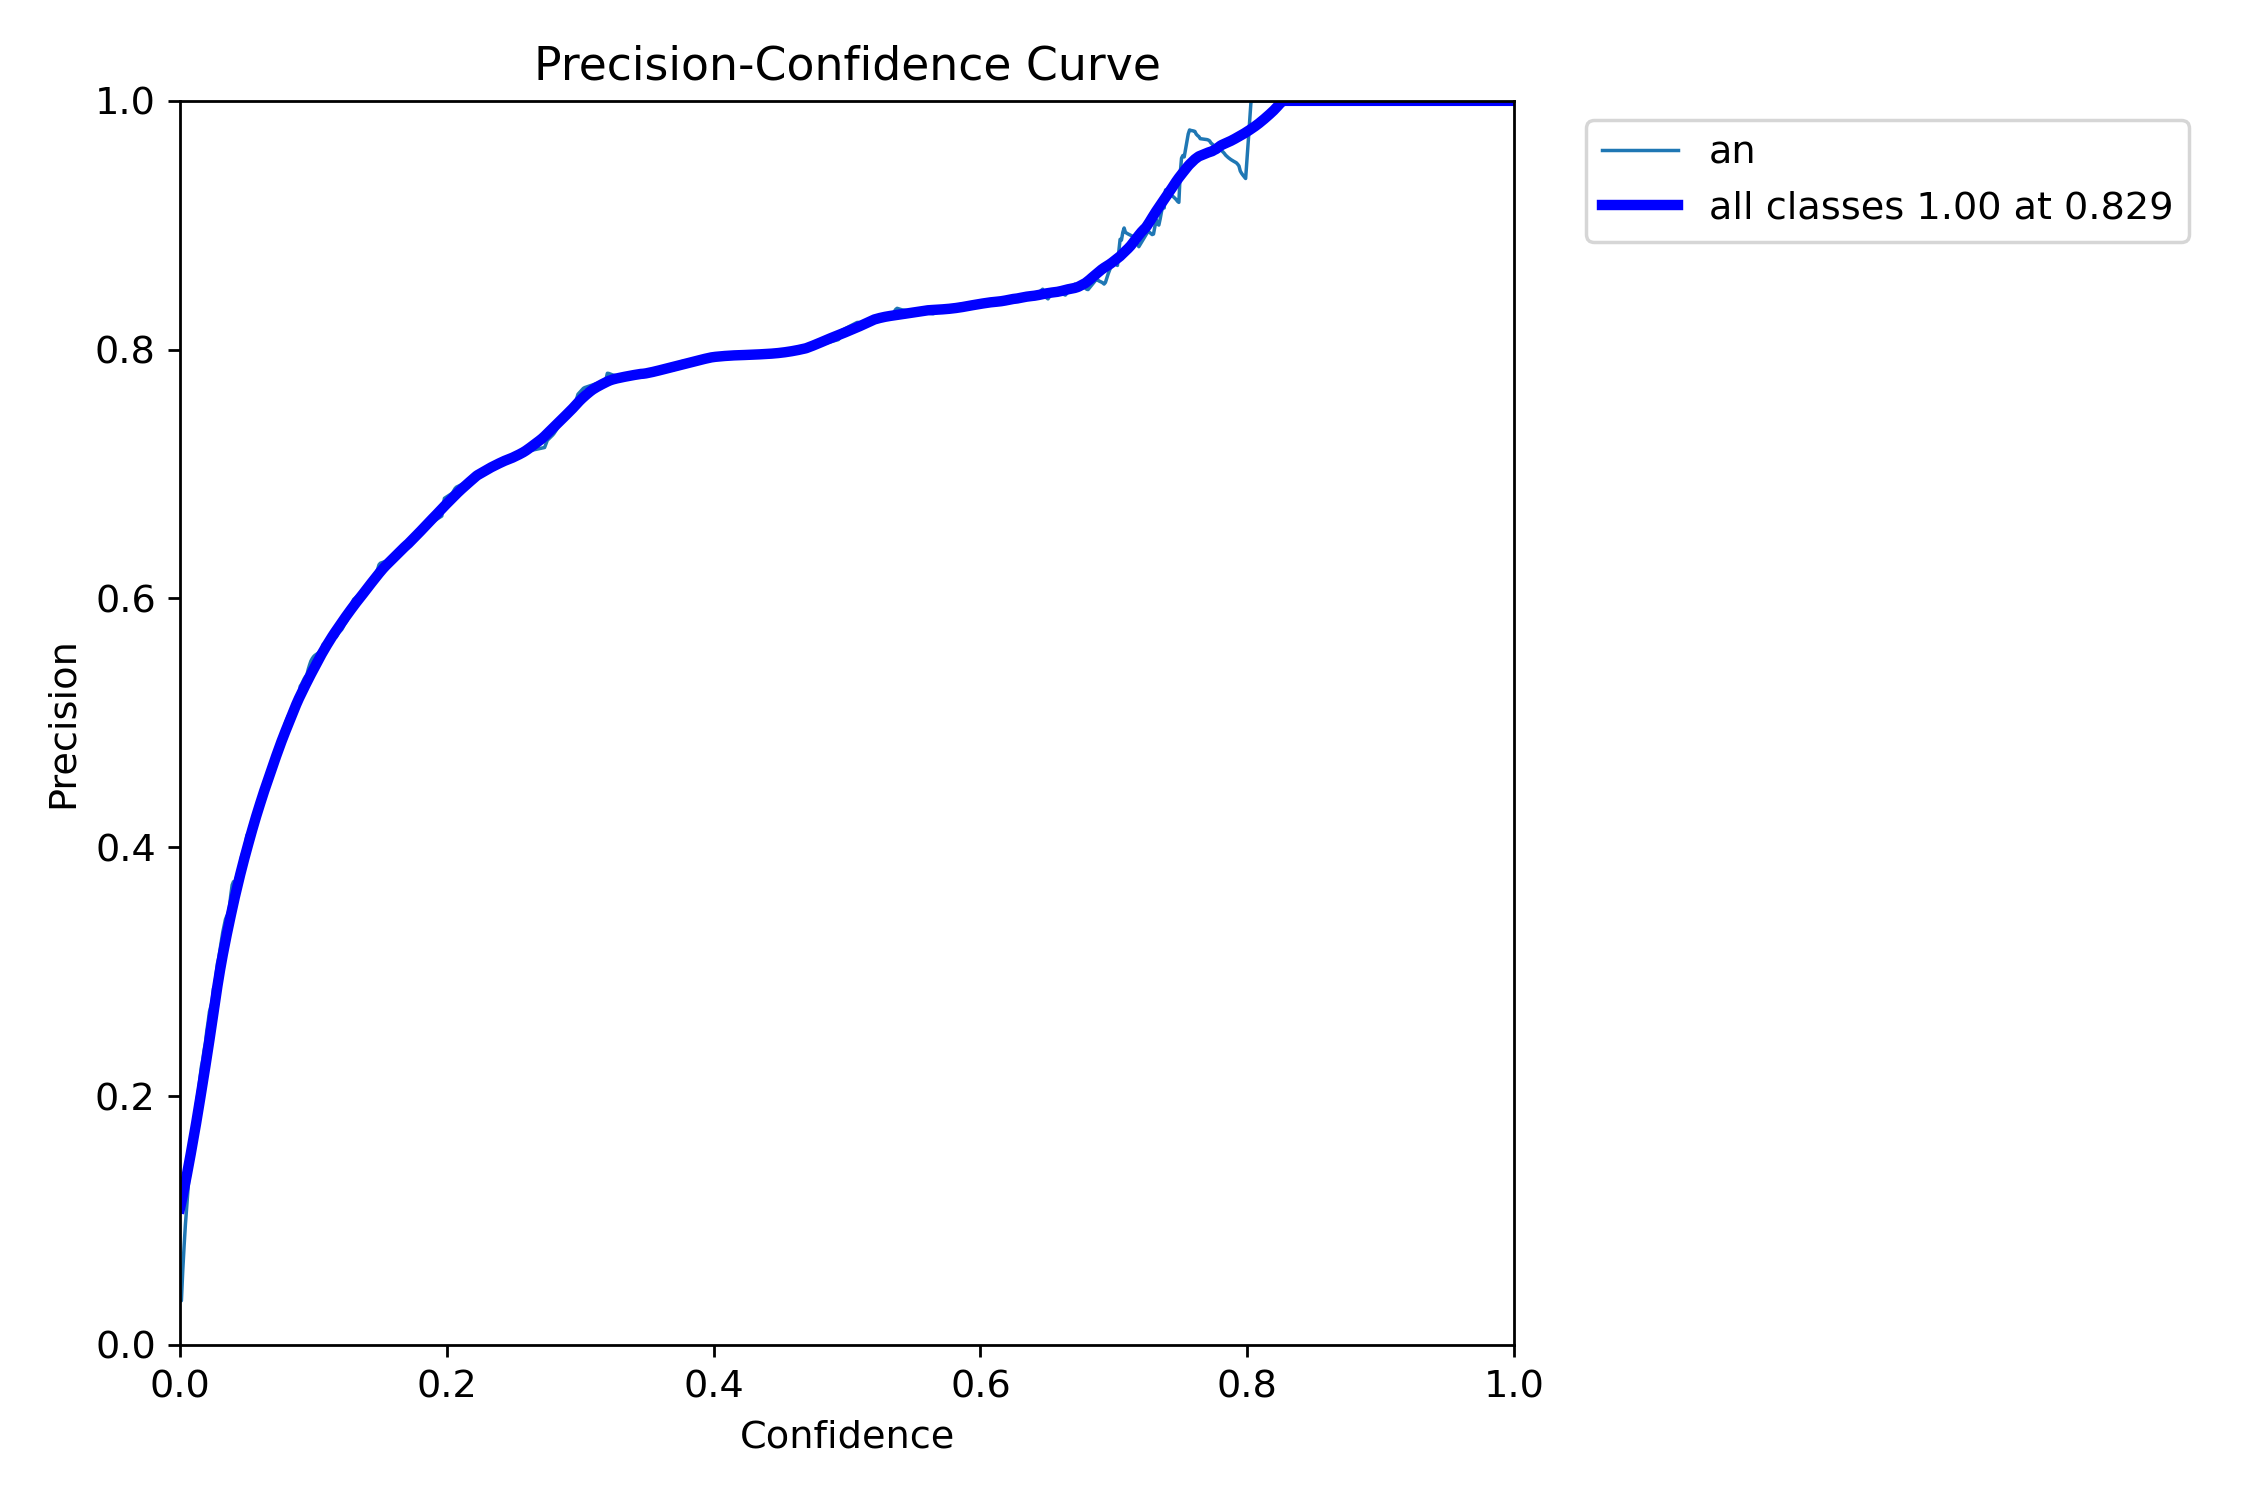 Precision-Confidence Curve
1.0
0.8
0.6
0.4
0.2
0.0
Precision
0.0 0.2 0.4 0.6 0.8 1.0
Confidence
an
all classes 1.00 at 0.829